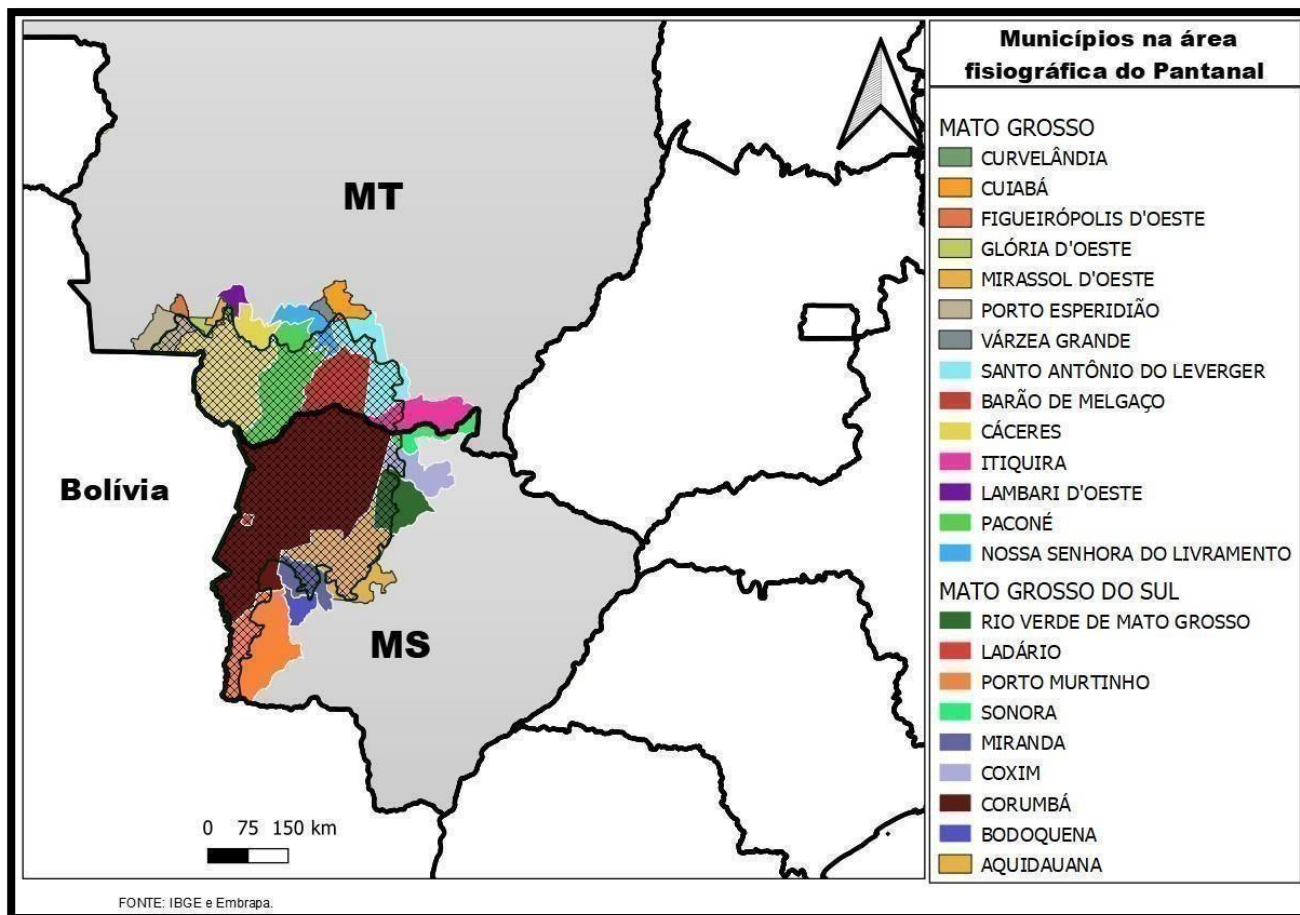 Municípios na área
fisiográfica do Pantanal
MATO GROSSO
CURVELÂNDIA
CUIABÁ
FIGUEIRÓPOLIS D'OESTE
GLÓRIA D'OESTE
MIRASSOL D'OESTE
PORTO ESPERIDIÃO
VÁRZEA GRANDE
SANTO ANTÔNIO DO LEVERGER
BARÃO DE MELGAÇO
CÁCERES
ITIQUIRA
LAMBARI D'OESTE
PACONÉ
NOSSA SENHORA DO LIVRAMENTO
MATO GROSSO DO SUL
RIO VERDE DE MATO GROSSO
LADÁRIO
PORTO MURTINHO
SONORA
MIRANDA
COXIM
CORUMBÁ
BODOQUENA
AQUIDAUANA
MT
Bolívia
MS
0 75 150 km
FONTE: IBGE e Embrapa.